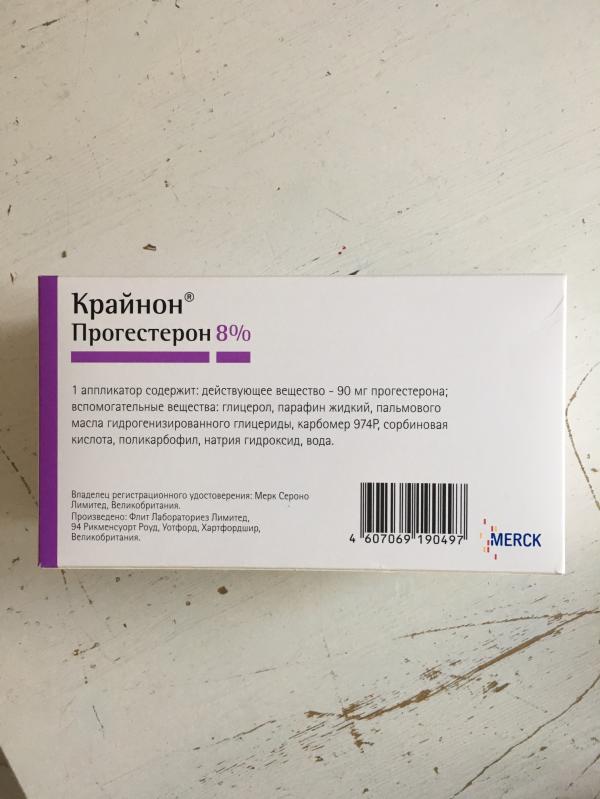 Крайнон®
Прогестерон 8%
1 аппликатор содержит: действующее вещество - 90 мг прогестерона;
вспомогательные вещества: глицерол, парафин жидкий, пальмового
масла гидрогенизированного глицериды, карбомер 974Р, сорбиновая
кислота, поликарбофил, натрия гидроксид, вода.
Владелец регистрационного удостоверения: Мерк Сероно
Лимитед, Великобритания.
Произведено: Флит Лабораториез Лимитед,
94 Рикменсуорт Роуд, Уотфорд, Хартфордшир,
Великобритания.
4 607069 190497
MERCK